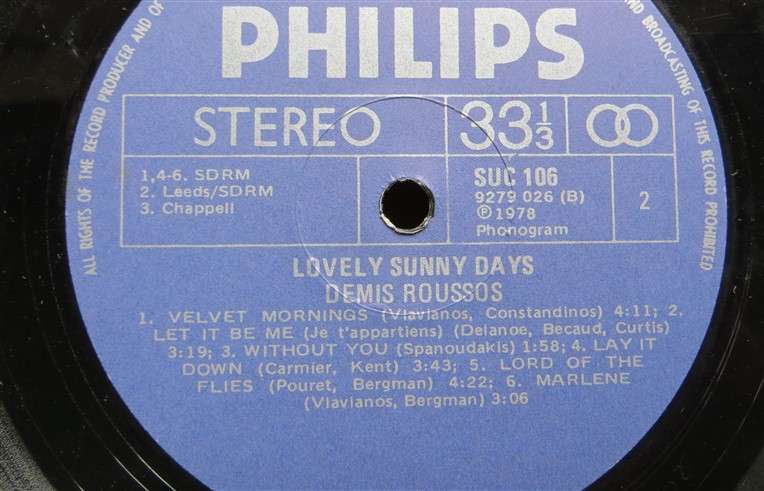 ALL RIGHTS OF THE RECORD PRODUCER AND OF
ND BROADCASTING OF THIS RECORD PROHIBITED
PHILIPS
STEREO
33 1/3
1,4-6. SDRM
2. Leeds/SDRM
3. Chappell
SUC 106
9279 026 (B)
℗ 1978
Phonogram
2
LOVELY SUNNY DAYS
DEMIS ROUSSOS
1. VELVET MORNINGS (Vlavianos, Constandinos) 4:11; 2.
LET IT BE ME (Je t'appartiens) (Delanoe, Becaud, Curtis)
3:19; 3. WITHOUT YOU (Spanoudakis) 1:58; 4. LAY IT
DOWN (Carmier, Kent) 3:43; 5. LORD OF THE
FLIES (Pouret, Bergman) 4:22; 6. MARLENE
(Vlavianos, Bergman) 3:06